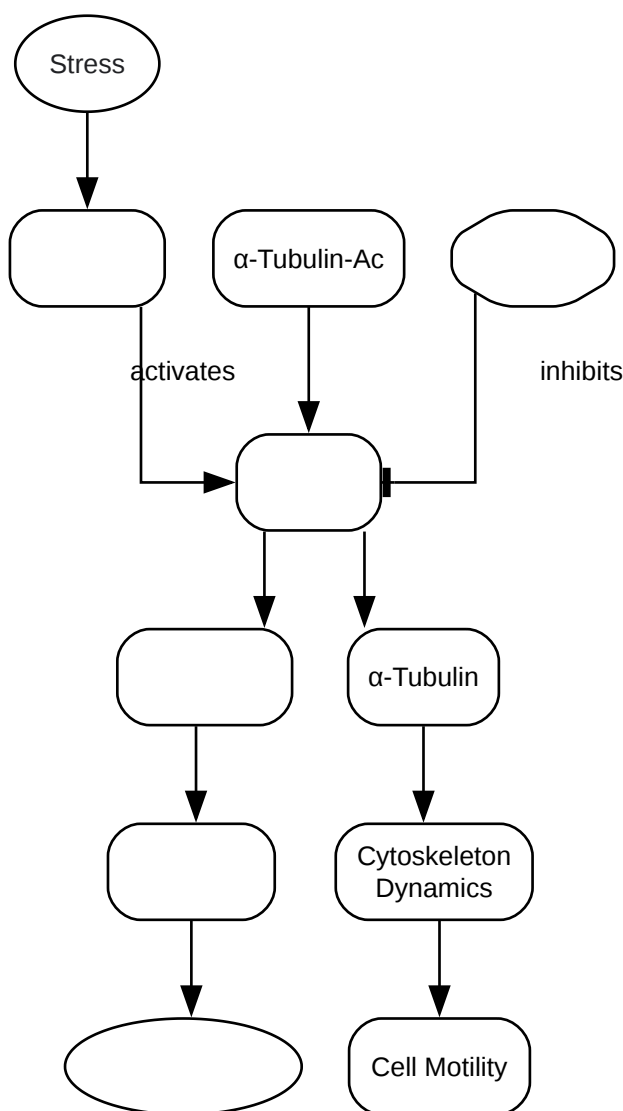 Stress
α-Tubulin-Ac
activates
inhibits
α-Tubulin
Cytoskeleton
Dynamics
Cell Motility